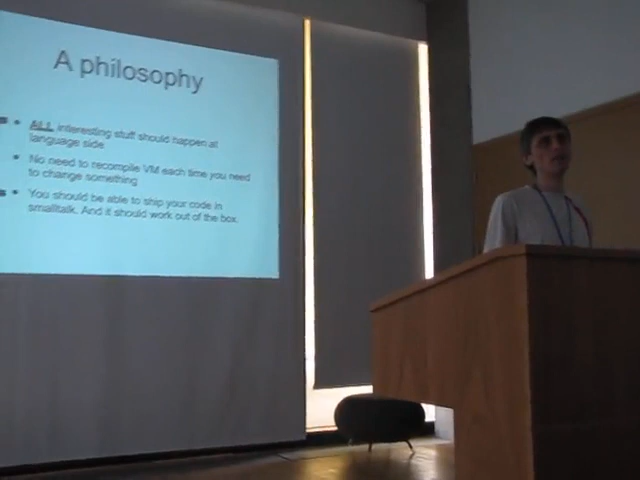 A philosophy
ALL interesting stuff should happen at
language side
No need to recompile VM each time you need
to change something
You should be able to ship your code in
smalltalk. And it should work out of the box.